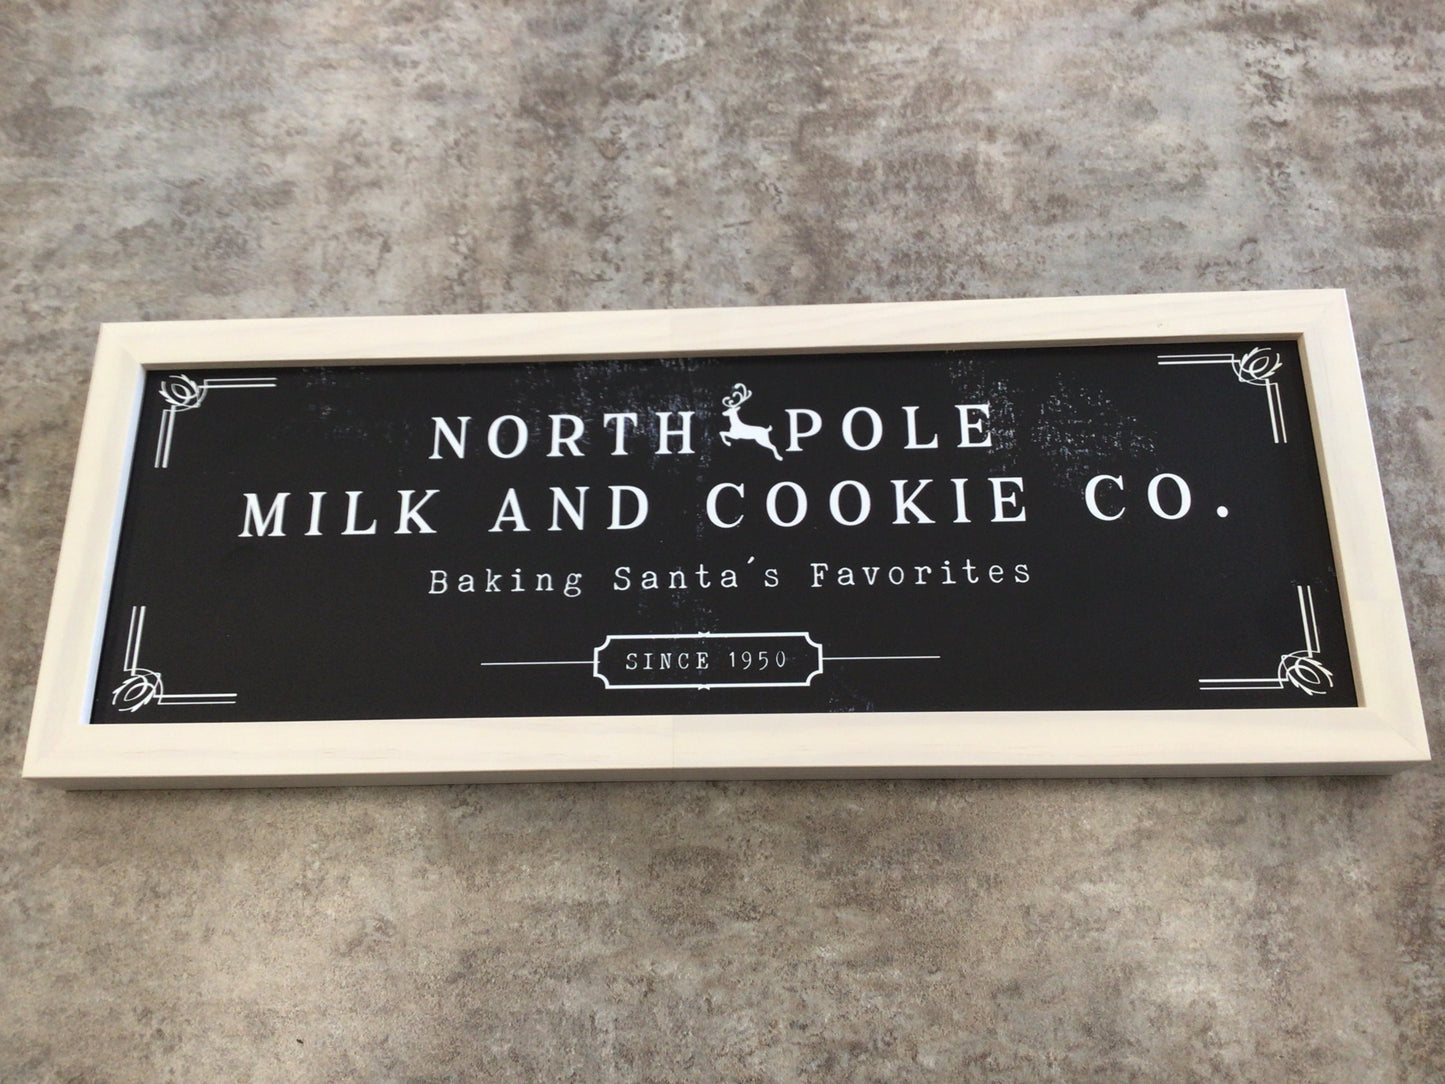 NORTH POLE
MILK AND COOKIE CO.
Baking Santa's Favorites
SINCE 1950